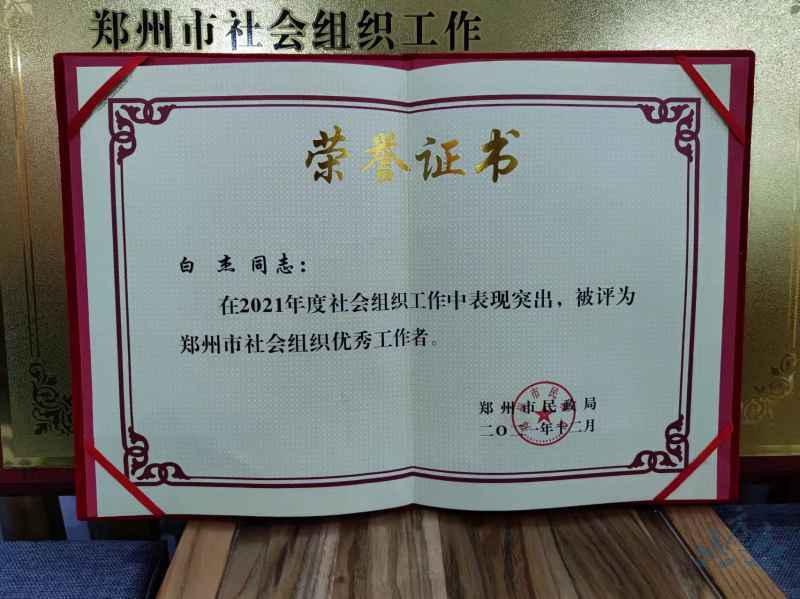 郑州市社会组织工作
荣誉证书
白 杰 同志：
在2021年度社会组织工作中表现突出，被评为
郑州市社会组织优秀工作者。
郑州市民政局
二〇二一年十二月